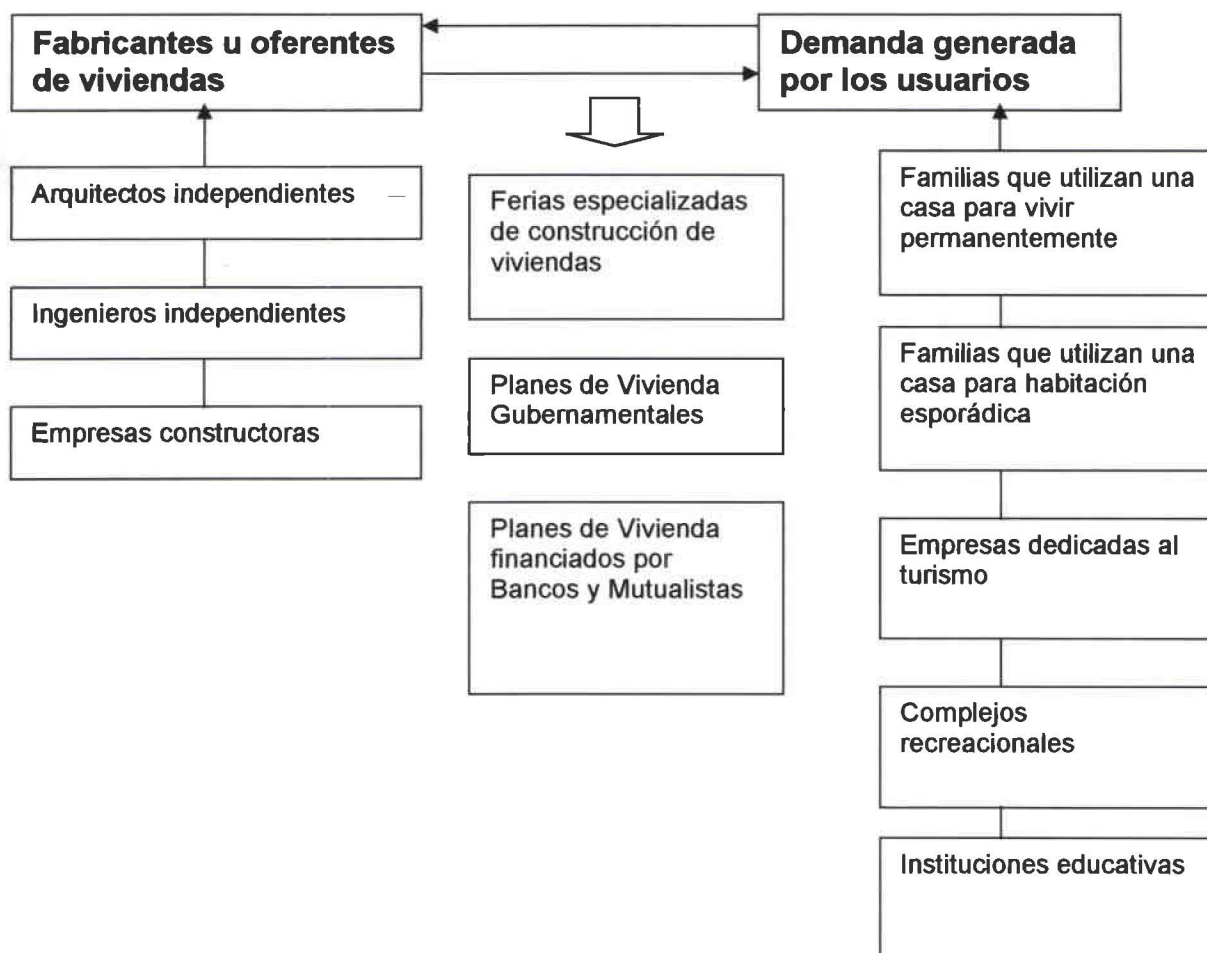 Fabricantes u oferentes
de viviendas
Arquitectos independientes
Ingenieros independientes
Empresas constructoras
Ferias especializadas
de construcción de
viviendas
Planes de Vivienda
Gubernamentales
Planes de Vivienda
financiados por
Bancos y Mutualistas
Demanda generada
por los usuarios
Familias que utilizan una
casa para vivir
permanentemente
Familias que utilizan una
casa para habitación
esporádica
Empresas dedicadas al
turismo
Complejos
recreacionales
Instituciones educativas